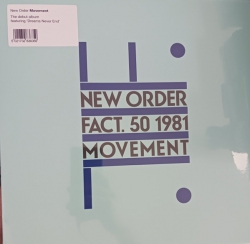 New Order Movement
The debut album
featuring 'Dreams Never End'
NEW ORDER
FACT. 50 1981
MOVEMENT